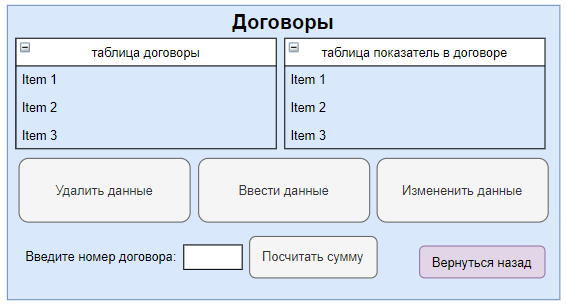 Договоры
таблица договоры
таблица показатель в договоре
Item 1
Item 1
Item 2
Item 2
Item 3
Item 3
Удалить данные
Ввести данные
Измененить данные
Введите номер договора:
Посчитать сумму
Вернуться назад